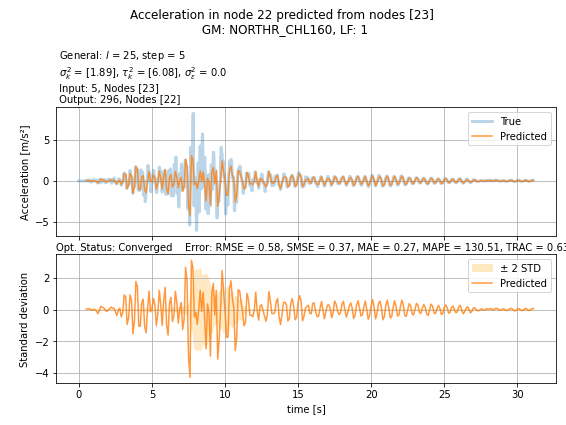 Acceleration in node 22 predicted from nodes [23]
GM: NORTHR_CHL160, LF: 1
General: l = 25, step = 5
σ²ₖ = [1.89], τ²ₖ = [6.08], σ²ε = 0.0
Input: 5, Nodes [23]
Output: 296, Nodes [22]
Acceleration [m/s²]
5
0
−5
True
Predicted
Opt. Status: Converged Error: RMSE = 0.58, SMSE = 0.37, MAE = 0.27, MAPE = 130.51, TRAC = 0.63
Standard deviation
2
0
−2
−4
± 2 STD
Predicted
0 5 10 15 20 25 30
time [s]